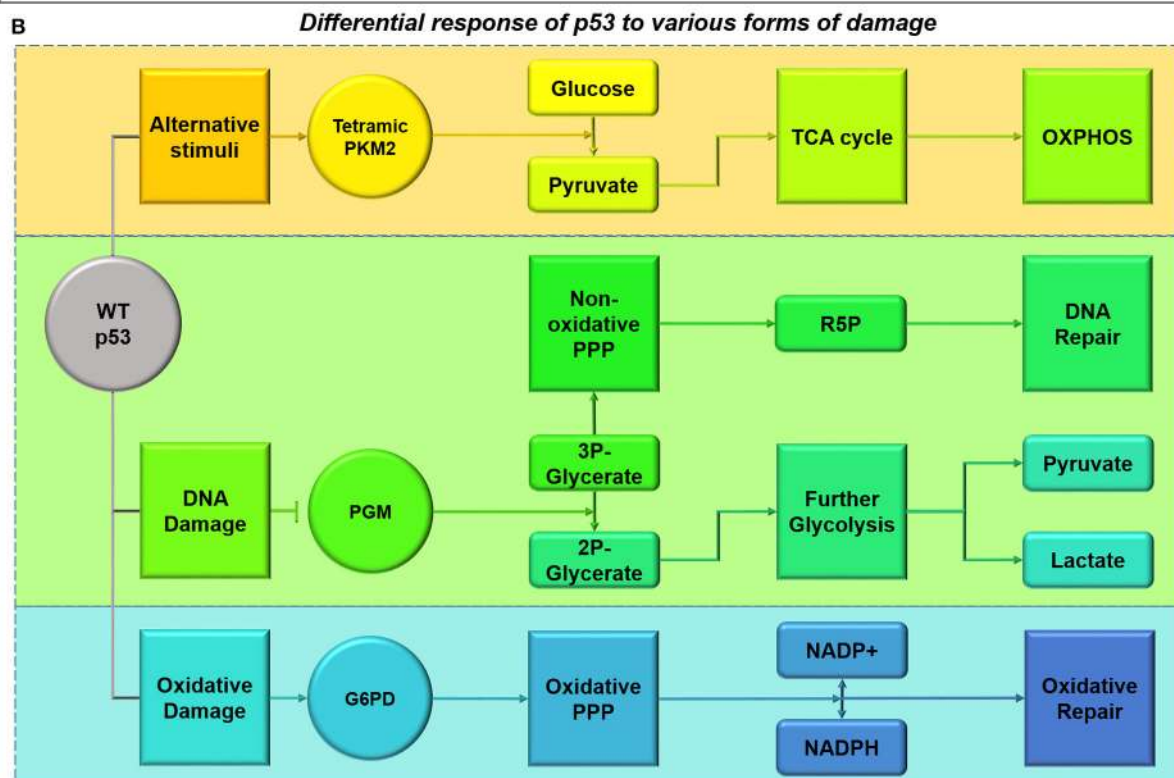 B
Differential response of p53 to various forms of damage
Alternative
stimuli
Tetramic
PKM2
Glucose
Pyruvate
TCA cycle
OXPHOS
WT
p53
Non-
oxidative
PPP
R5P
DNA
Repair
DNA
Damage
PGM
3P-
Glycerate
2P-
Glycerate
Further
Glycolysis
Pyruvate
Lactate
Oxidative
Damage
G6PD
Oxidative
PPP
NADP+
NADPH
Oxidative
Repair